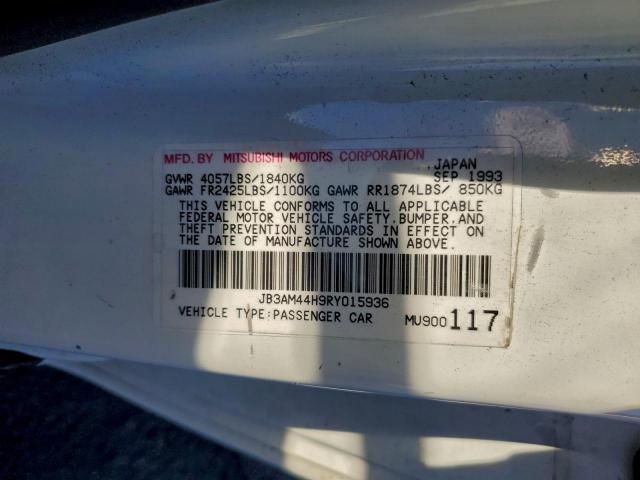 MFD. BY MITSUBISHI MOTORS CORPORATION
JAPAN
GVWR 4057LBS/1840KG SEP 1993
GAWR FR2425LBS/1100KG GAWR RR1874LBS/ 850KG
THIS VEHICLE CONFORMS TO ALL APPLICABLE
FEDERAL MOTOR VEHICLE SAFETY,BUMPER,AND
THEFT PREVENTION STANDARDS IN EFFECT ON
THE DATE OF MANUFACTURE SHOWN ABOVE.
JB3AM44H9RY015936
VEHICLE TYPE:PASSENGER CAR MU900 117